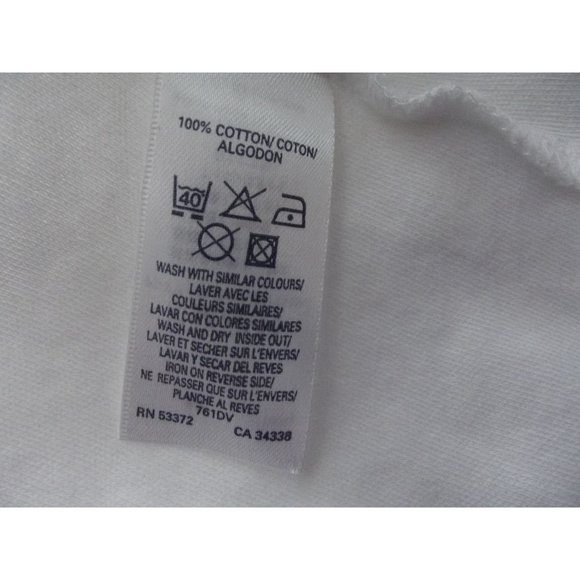 100% COTTON/ COTON/
ALGODON
40
WASH WITH SIMILAR COLOURS/
LAVER AVEC LES
COULEURS SIMILAIRES/
LAVAR CON COLORES SIMILARES
WASH AND DRY INSIDE OUT/
LAVER ET SECHER SUR L'ENVERS/
LAVAR Y SECAR DEL REVES
IRON ON REVERSE SIDE/
NE REPASSER QUE SUR L'ENVERS/
PLANCHE AL REVES
761DV
RN 53372 CA 34338